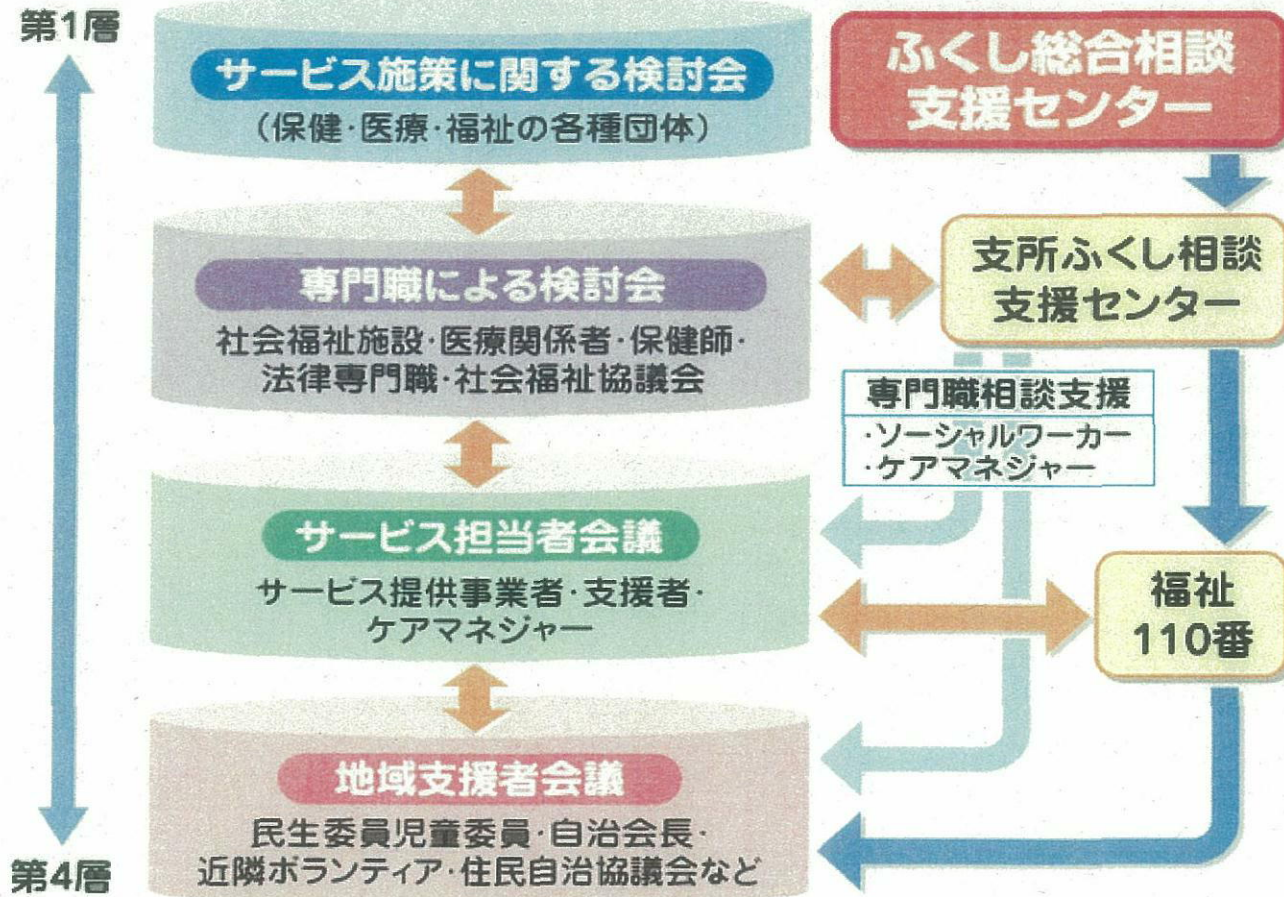 第1層
サービス施策に関する検討会
（保健・医療・福祉の各種団体）
ふくし総合相談
支援センター
専門職による検討会
社会福祉施設・医療関係者・保健師・
法律専門職・社会福祉協議会
支所ふくし相談
支援センター
専門職相談支援
・ソーシャルワーカー
・ケアマネジャー
サービス担当者会議
サービス提供事業者・支援者・
ケアマネジャー
福祉
110番
地域支援者会議
民生委員児童委員・自治会長・
近隣ボランティア・住民自治協議会など
第4層